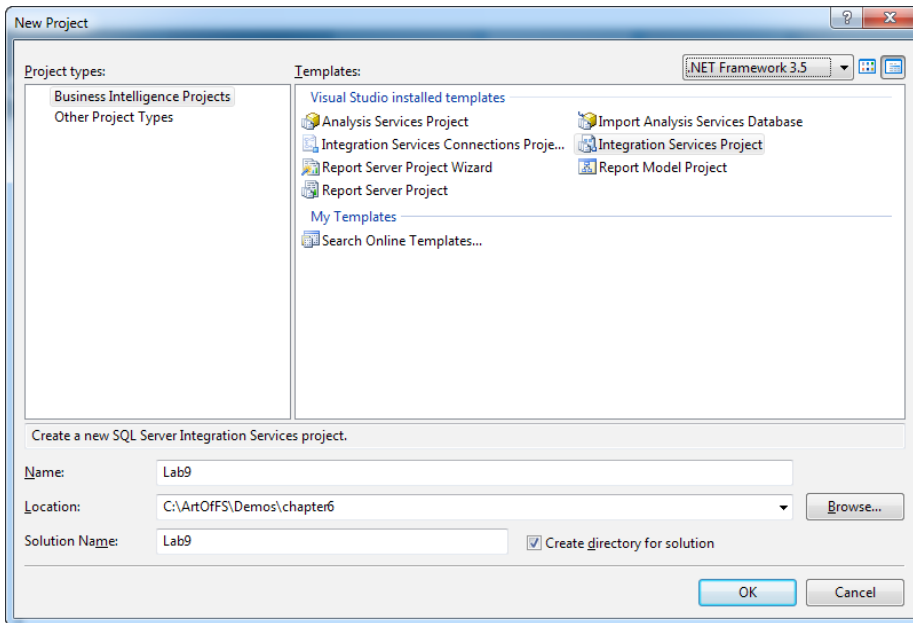 New Project
Project types:
Templates:
.NET Framework 3.5
Business Intelligence Projects
Other Project Types
Visual Studio installed templates
Analysis Services Project
Import Analysis Services Database
Integration Services Connections Proje...
Integration Services Project
Report Server Project Wizard
Report Model Project
Report Server Project
My Templates
Search Online Templates...
Create a new SQL Server Integration Services project.
Name:
Lab9
Location:
C:\ArtOfFS\Demos\chapter6
Browse...
Solution Name:
Lab9
Create directory for solution
OK
Cancel